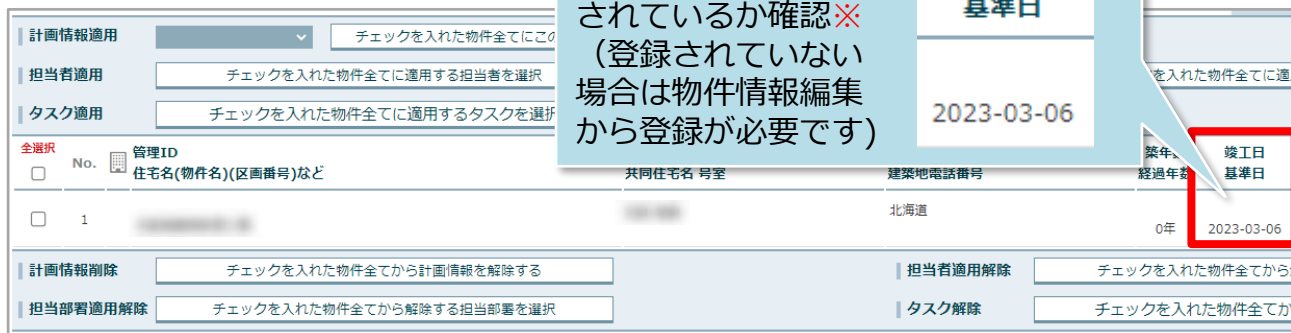 されているか確認※
（登録されていない
場合は物件情報編集
から登録が必要です)
基準日
2023-03-06
計画情報適用
チェックを入れた物件全てにこの
担当者適用
チェックを入れた物件全てに適用する担当者を選択
を入れた物件全てに適
タスク適用
チェックを入れた物件全てに適用するタスクを選択
全選択
No.
管理ID
住宅名(物件名)(区画番号)など
共同住宅名 号室
建築地電話番号
築年
経過年数
竣工日
基準日
1
北海道
0年
2023-03-06
計画情報削除
チェックを入れた物件全てから計画情報を解除する
担当者適用解除
チェックを入れた物件全てから
担当部署適用解除
チェックを入れた物件全てから解除する担当部署を選択
タスク解除
チェックを入れた物件全てか